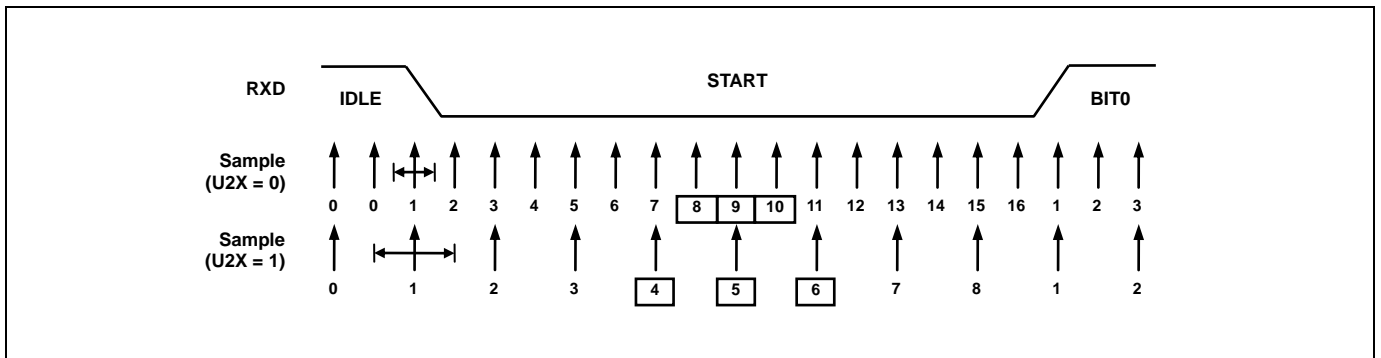 START
RXD
IDLE
BIT0
Sample
(U2X = 0)
0 0 1 2 3 4 5 6 7 8 9 10 11 12 13 14 15 16 1 2 3
Sample
(U2X = 1)
0 1 2 3 4 5 6 7 8 1 2